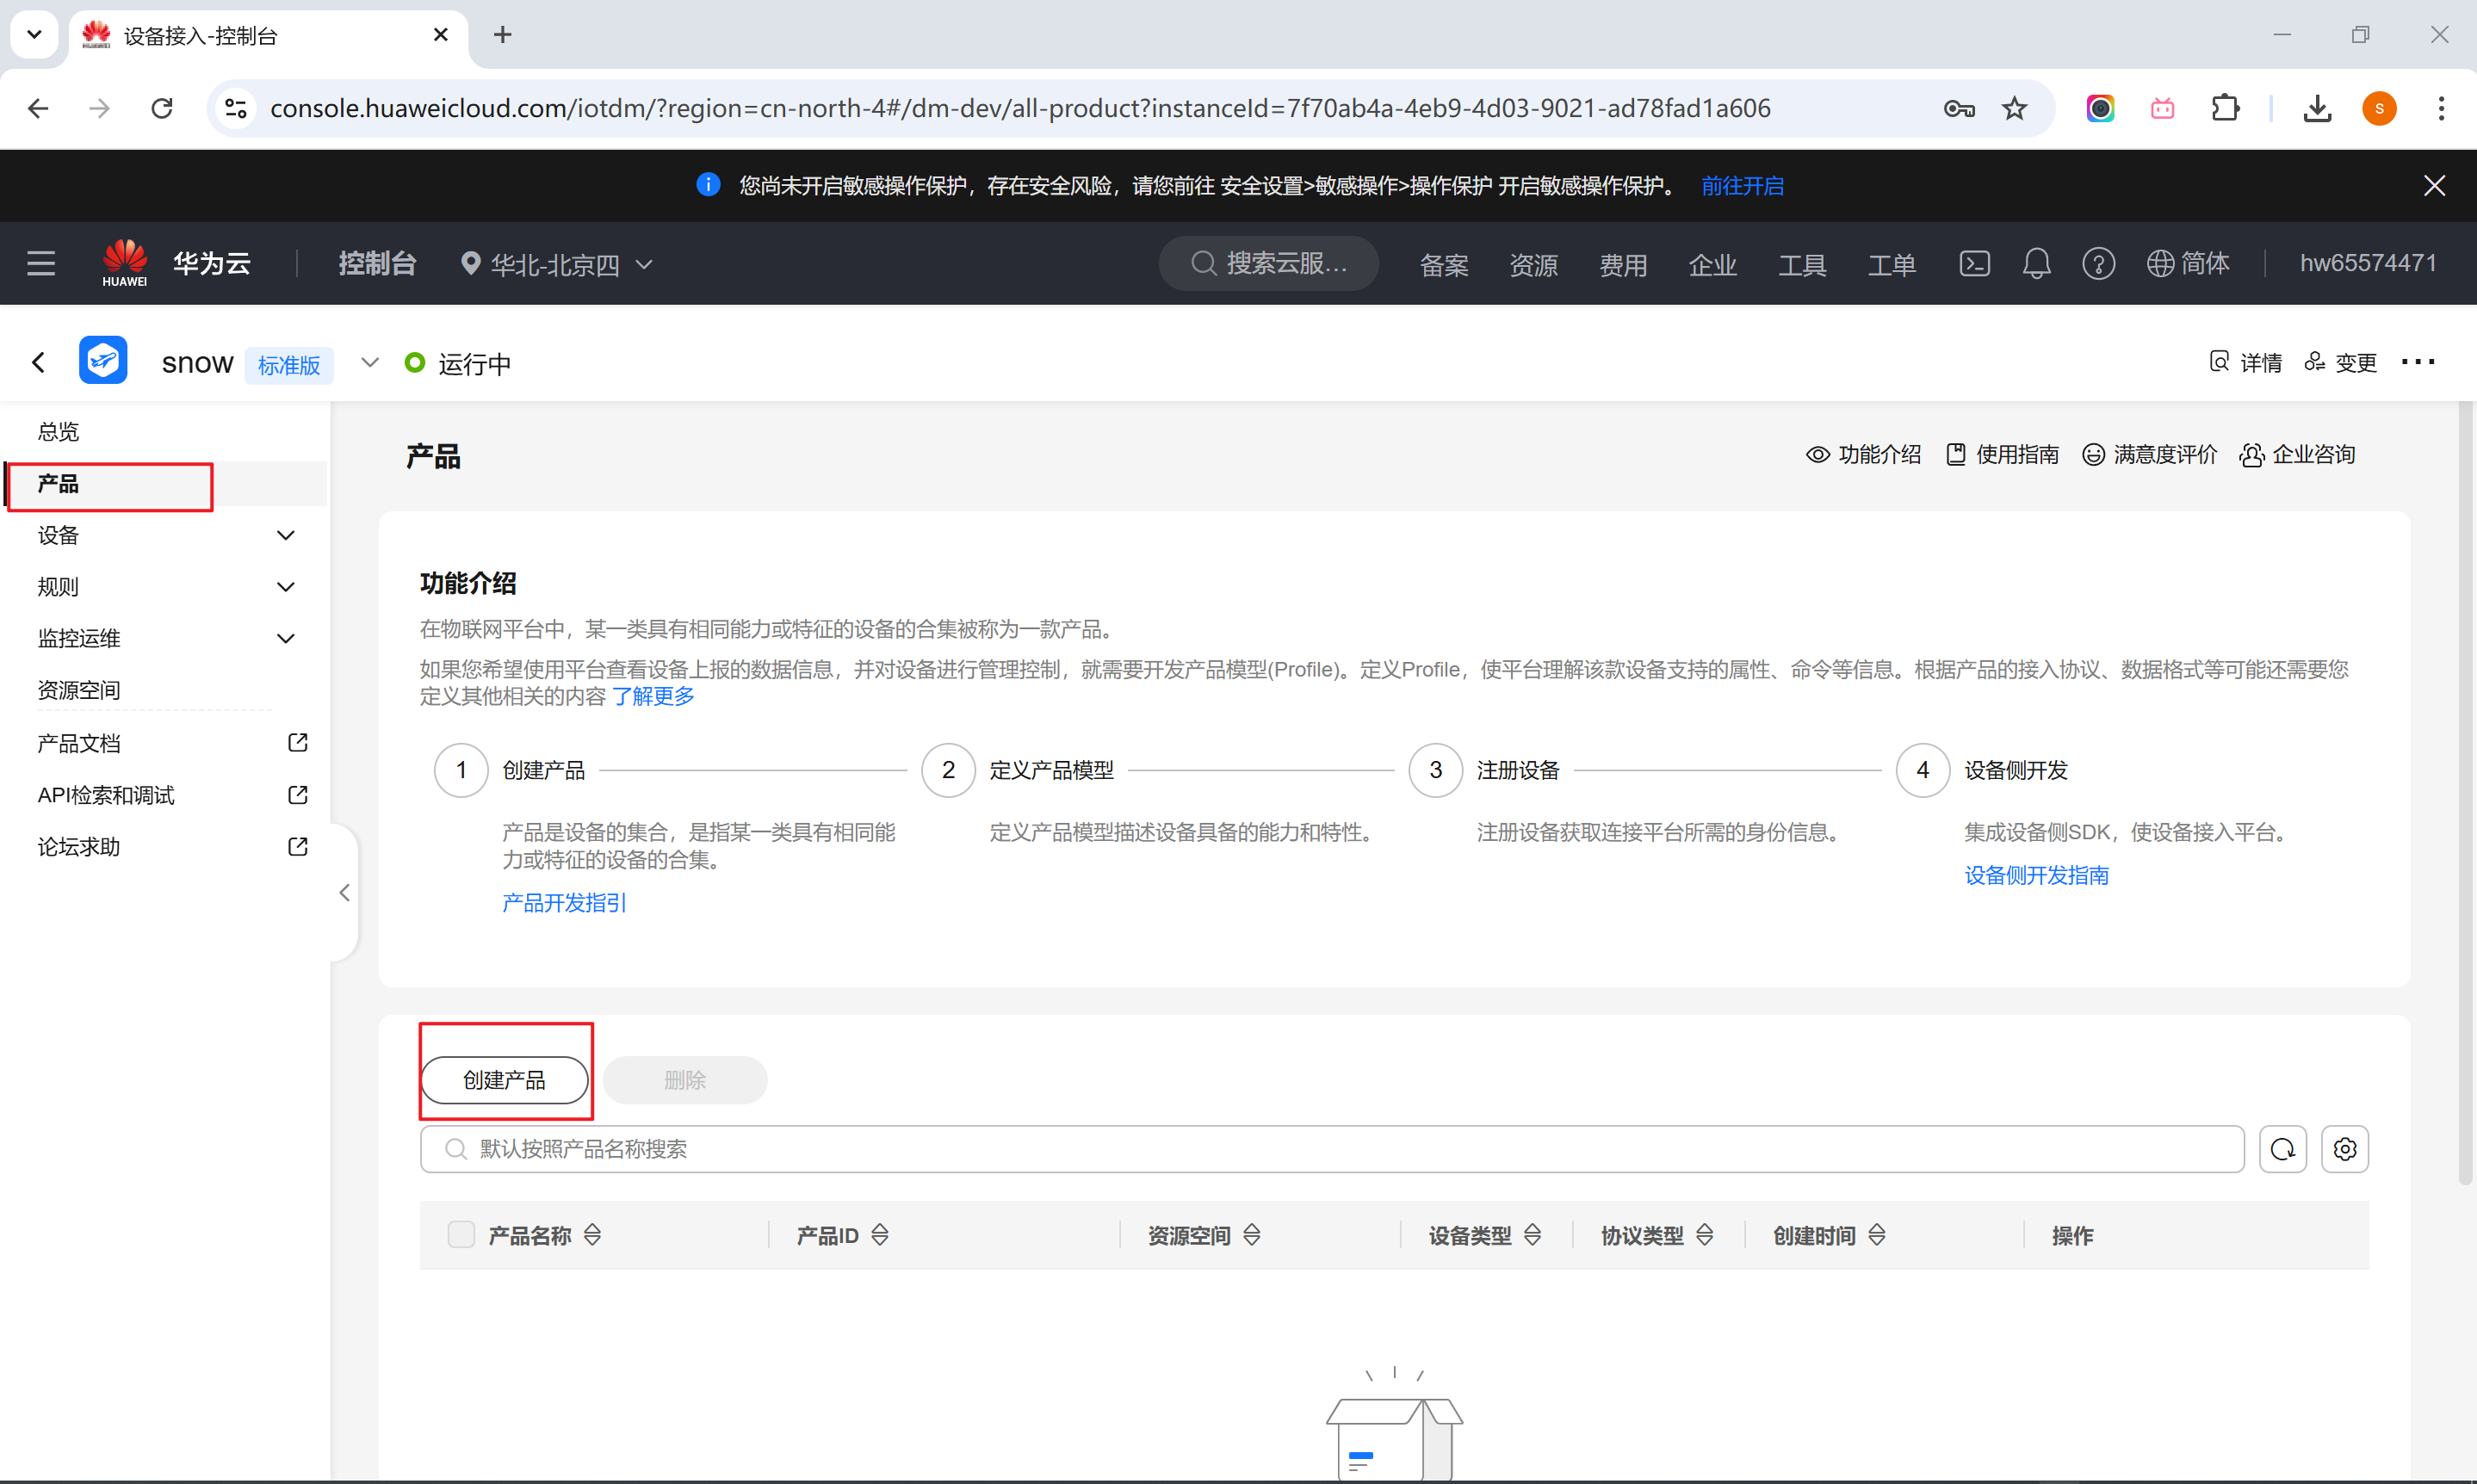 设备接入-控制台
console.huaweicloud.com/iotdm/?region=cn-north-4#/dm-dev/all-product?instanceId=7f70ab4a-4eb9-4d03-9021-ad78fad1a606
S
您尚未开启敏感操作保护，存在安全风险，请您前往 安全设置>敏感操作>操作保护 开启敏感操作保护。 前往开启
HUAWEI
华为云
控制台
华北-北京四
搜索云服...
备案
资源
费用
企业
工具
工单
简体
hw65574471
snow
标准版
运行中
详情
变更
总览
产品
设备
规则
监控运维
资源空间
产品文档
API检索和调试
论坛求助
产品
功能介绍
使用指南
满意度评价
企业咨询
功能介绍
在物联网平台中，某一类具有相同能力或特征的设备的合集被称为一款产品。
如果您希望使用平台查看设备上报的数据信息，并对设备进行管理控制，就需要开发产品模型(Profile)。定义Profile，使平台理解该款设备支持的属性、命令等信息。根据产品的接入协议、数据格式等可能还需要您
定义其他相关的内容 了解更多
1 创建产品
产品是设备的集合，是指某一类具有相同能
力或特征的设备的合集。
产品开发指引
2 定义产品模型
定义产品模型描述设备具备的能力和特性。
3 注册设备
注册设备获取连接平台所需的身份信息。
4 设备侧开发
集成设备侧SDK，使设备接入平台。
设备侧开发指南
创建产品
删除
默认按照产品名称搜索
产品名称
产品ID
资源空间
设备类型
协议类型
创建时间
操作